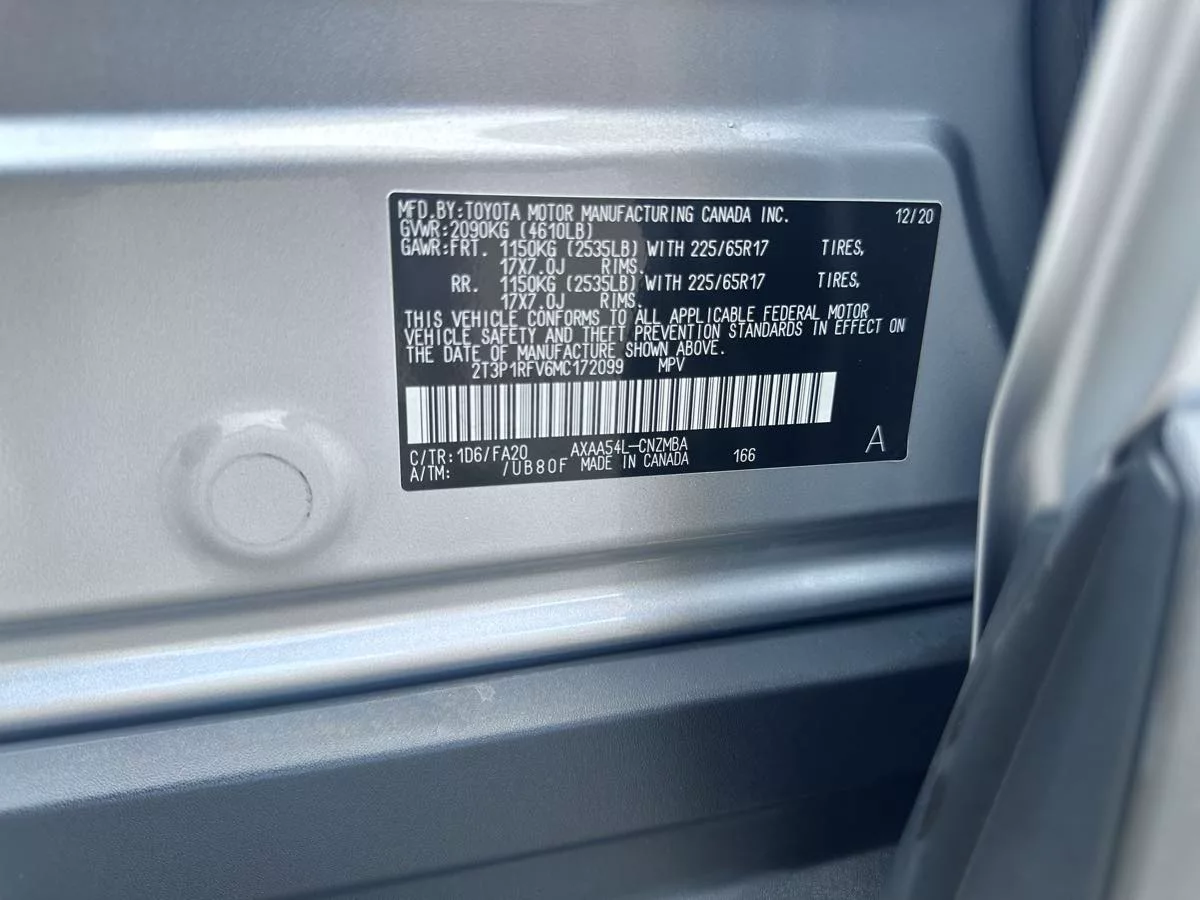 MFD.BY:TOYOTA MOTOR MANUFACTURING CANADA INC. 12/20
GVWR:2090KG (4610LB)
GAWR:FRT. 1150KG (2535LB) WITH 225/65R17 TIRES,
17X7.0J RIMS.
RR. 1150KG (2535LB) WITH 225/65R17 TIRES,
17X7.0J RIMS.
THIS VEHICLE CONFORMS TO ALL APPLICABLE FEDERAL MOTOR
VEHICLE SAFETY AND THEFT PREVENTION STANDARDS IN EFFECT ON
THE DATE OF MANUFACTURE SHOWN ABOVE.
2T3P1RFV6MC172099 MPV
C/TR:1D6/FA20 AXAA54L-CNZMBA 166 A
A/TM: /UB80F MADE IN CANADA